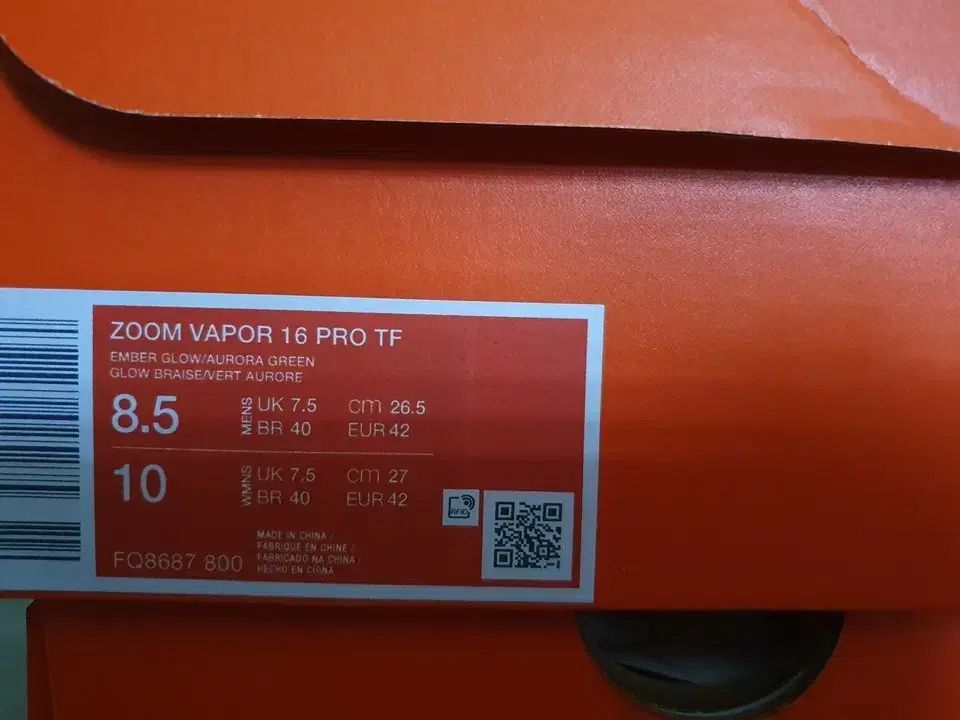 ZOOM VAPOR 16 PRO TF
EMBER GLOW/AURORA GREEN
GLOW BRAISE/VERT AURORE
8.5 MENS UK 7.5 cm 26.5
BR 40 EUR 42
10 WMNS UK 7.5 cm 27
BR 40 EUR 42
RFID
FQ8687 800
MADE IN CHINA /
FABRIQUE EN CHINE /
FABRICADO NA CHINA /
HECHO EN CHINA